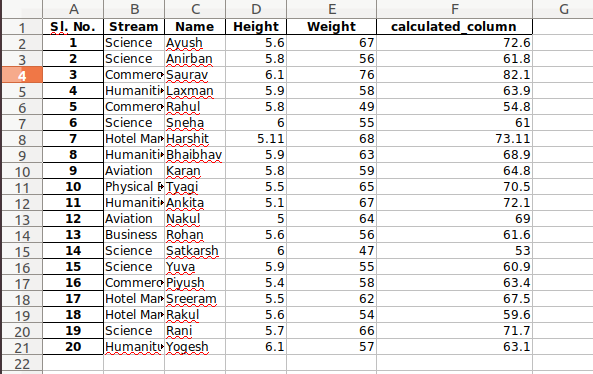 A B C D E F G
1 Sl. No. Stream Name Height Weight calculated_column
2 1 Science Ayush 5.6 67 72.6
3 2 Science Anirban 5.8 56 61.8
4 3 Commerc Saurav 6.1 76 82.1
5 4 Humaniti Laxman 5.9 58 63.9
6 5 Commerc Rahul 5.8 49 54.8
7 6 Science Sneha 6 55 61
8 7 Hotel Man Harshit 5.11 68 73.11
9 8 Humaniti Bhaibhav 5.9 63 68.9
10 9 Aviation Karan 5.8 59 64.8
11 10 Physical E Tyagi 5.5 65 70.5
12 11 Humaniti Ankita 5.1 67 72.1
13 12 Aviation Nakul 5 64 69
14 13 Business Rohan 5.6 56 61.6
15 14 Science Satkarsh 6 47 53
16 15 Science Yuva 5.9 55 60.9
17 16 Commerc Piyush 5.4 58 63.4
18 17 Hotel Man Sreeram 5.5 62 67.5
19 18 Hotel Man Rakul 5.6 54 59.6
20 19 Science Rani 5.7 66 71.7
21 20 Humanitu Yogesh 6.1 57 63.1
22